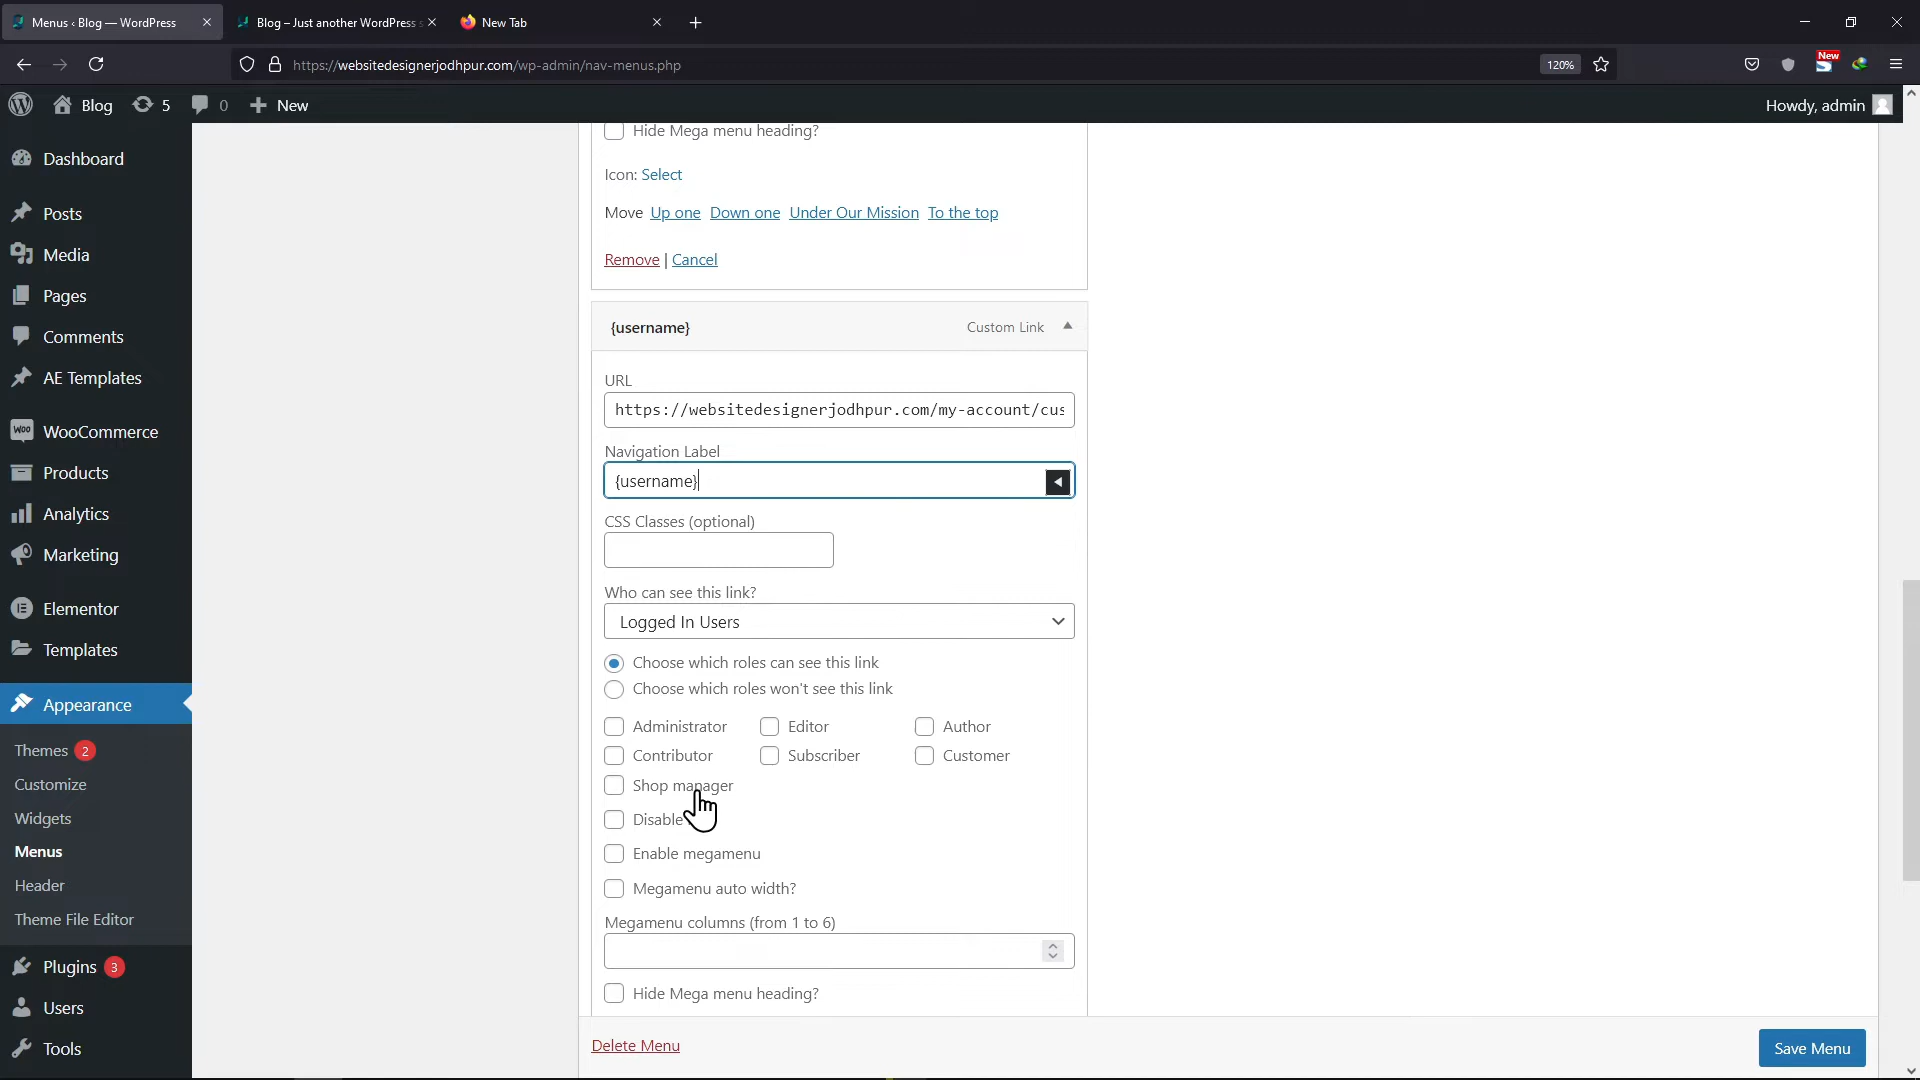 Menus ‹ Blog — WordPress
Blog – Just another WordPress s
New Tab
https://websitedesignerjodhpur.com/wp-admin/nav-menus.php
120%
New
Blog
5
0
New
Howdy, admin
Dashboard
Posts
Media
Pages
Comments
AE Templates
WooCommerce
Products
Analytics
Marketing
Elementor
Templates
Appearance
Themes 2
Customize
Widgets
Menus
Header
Theme File Editor
Plugins 3
Users
Tools
Hide Mega menu heading?
Icon: Select
Move Up one Down one Under Our Mission To the top
Remove | Cancel
{username} Custom Link
URL
https://websitedesignerjodhpur.com/my-account/cus
Navigation Label
{username}
CSS Classes (optional)
Who can see this link?
Logged In Users
Choose which roles can see this link
Choose which roles won't see this link
Administrator Editor Author
Contributor Subscriber Customer
Shop manager
Disable
Enable megamenu
Megamenu auto width?
Megamenu columns (from 1 to 6)
Hide Mega menu heading?
Delete Menu
Save Menu